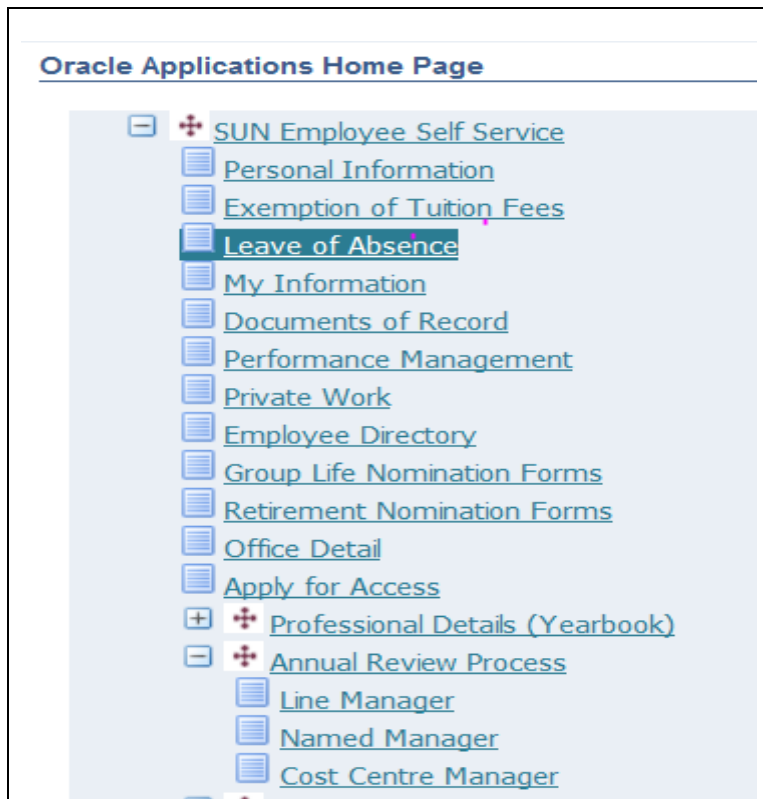 Oracle Applications Home Page
SUN Employee Self Service
Personal Information
Exemption of Tuition Fees
Leave of Absence
My Information
Documents of Record
Performance Management
Private Work
Employee Directory
Group Life Nomination Forms
Retirement Nomination Forms
Office Detail
Apply for Access
Professional Details (Yearbook)
Annual Review Process
Line Manager
Named Manager
Cost Centre Manager